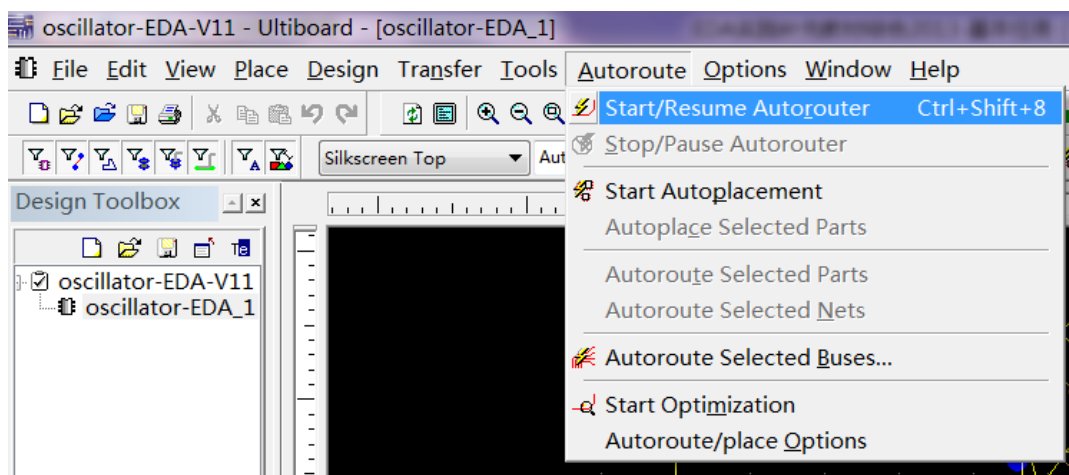 oscillator-EDA-V11 - Ultiboard - [oscillator-EDA_1]
File Edit View Place Design Transfer Tools Autoroute Options Window Help
Start/Resume Autorouter Ctrl+Shift+8
Stop/Pause Autorouter
Silkscreen Top Aut
Design Toolbox
Start Autoplacement
Autoplace Selected Parts
oscillator-EDA-V11
oscillator-EDA_1
Autoroute Selected Parts
Autoroute Selected Nets
Autoroute Selected Buses...
Start Optimization
Autoroute/place Options